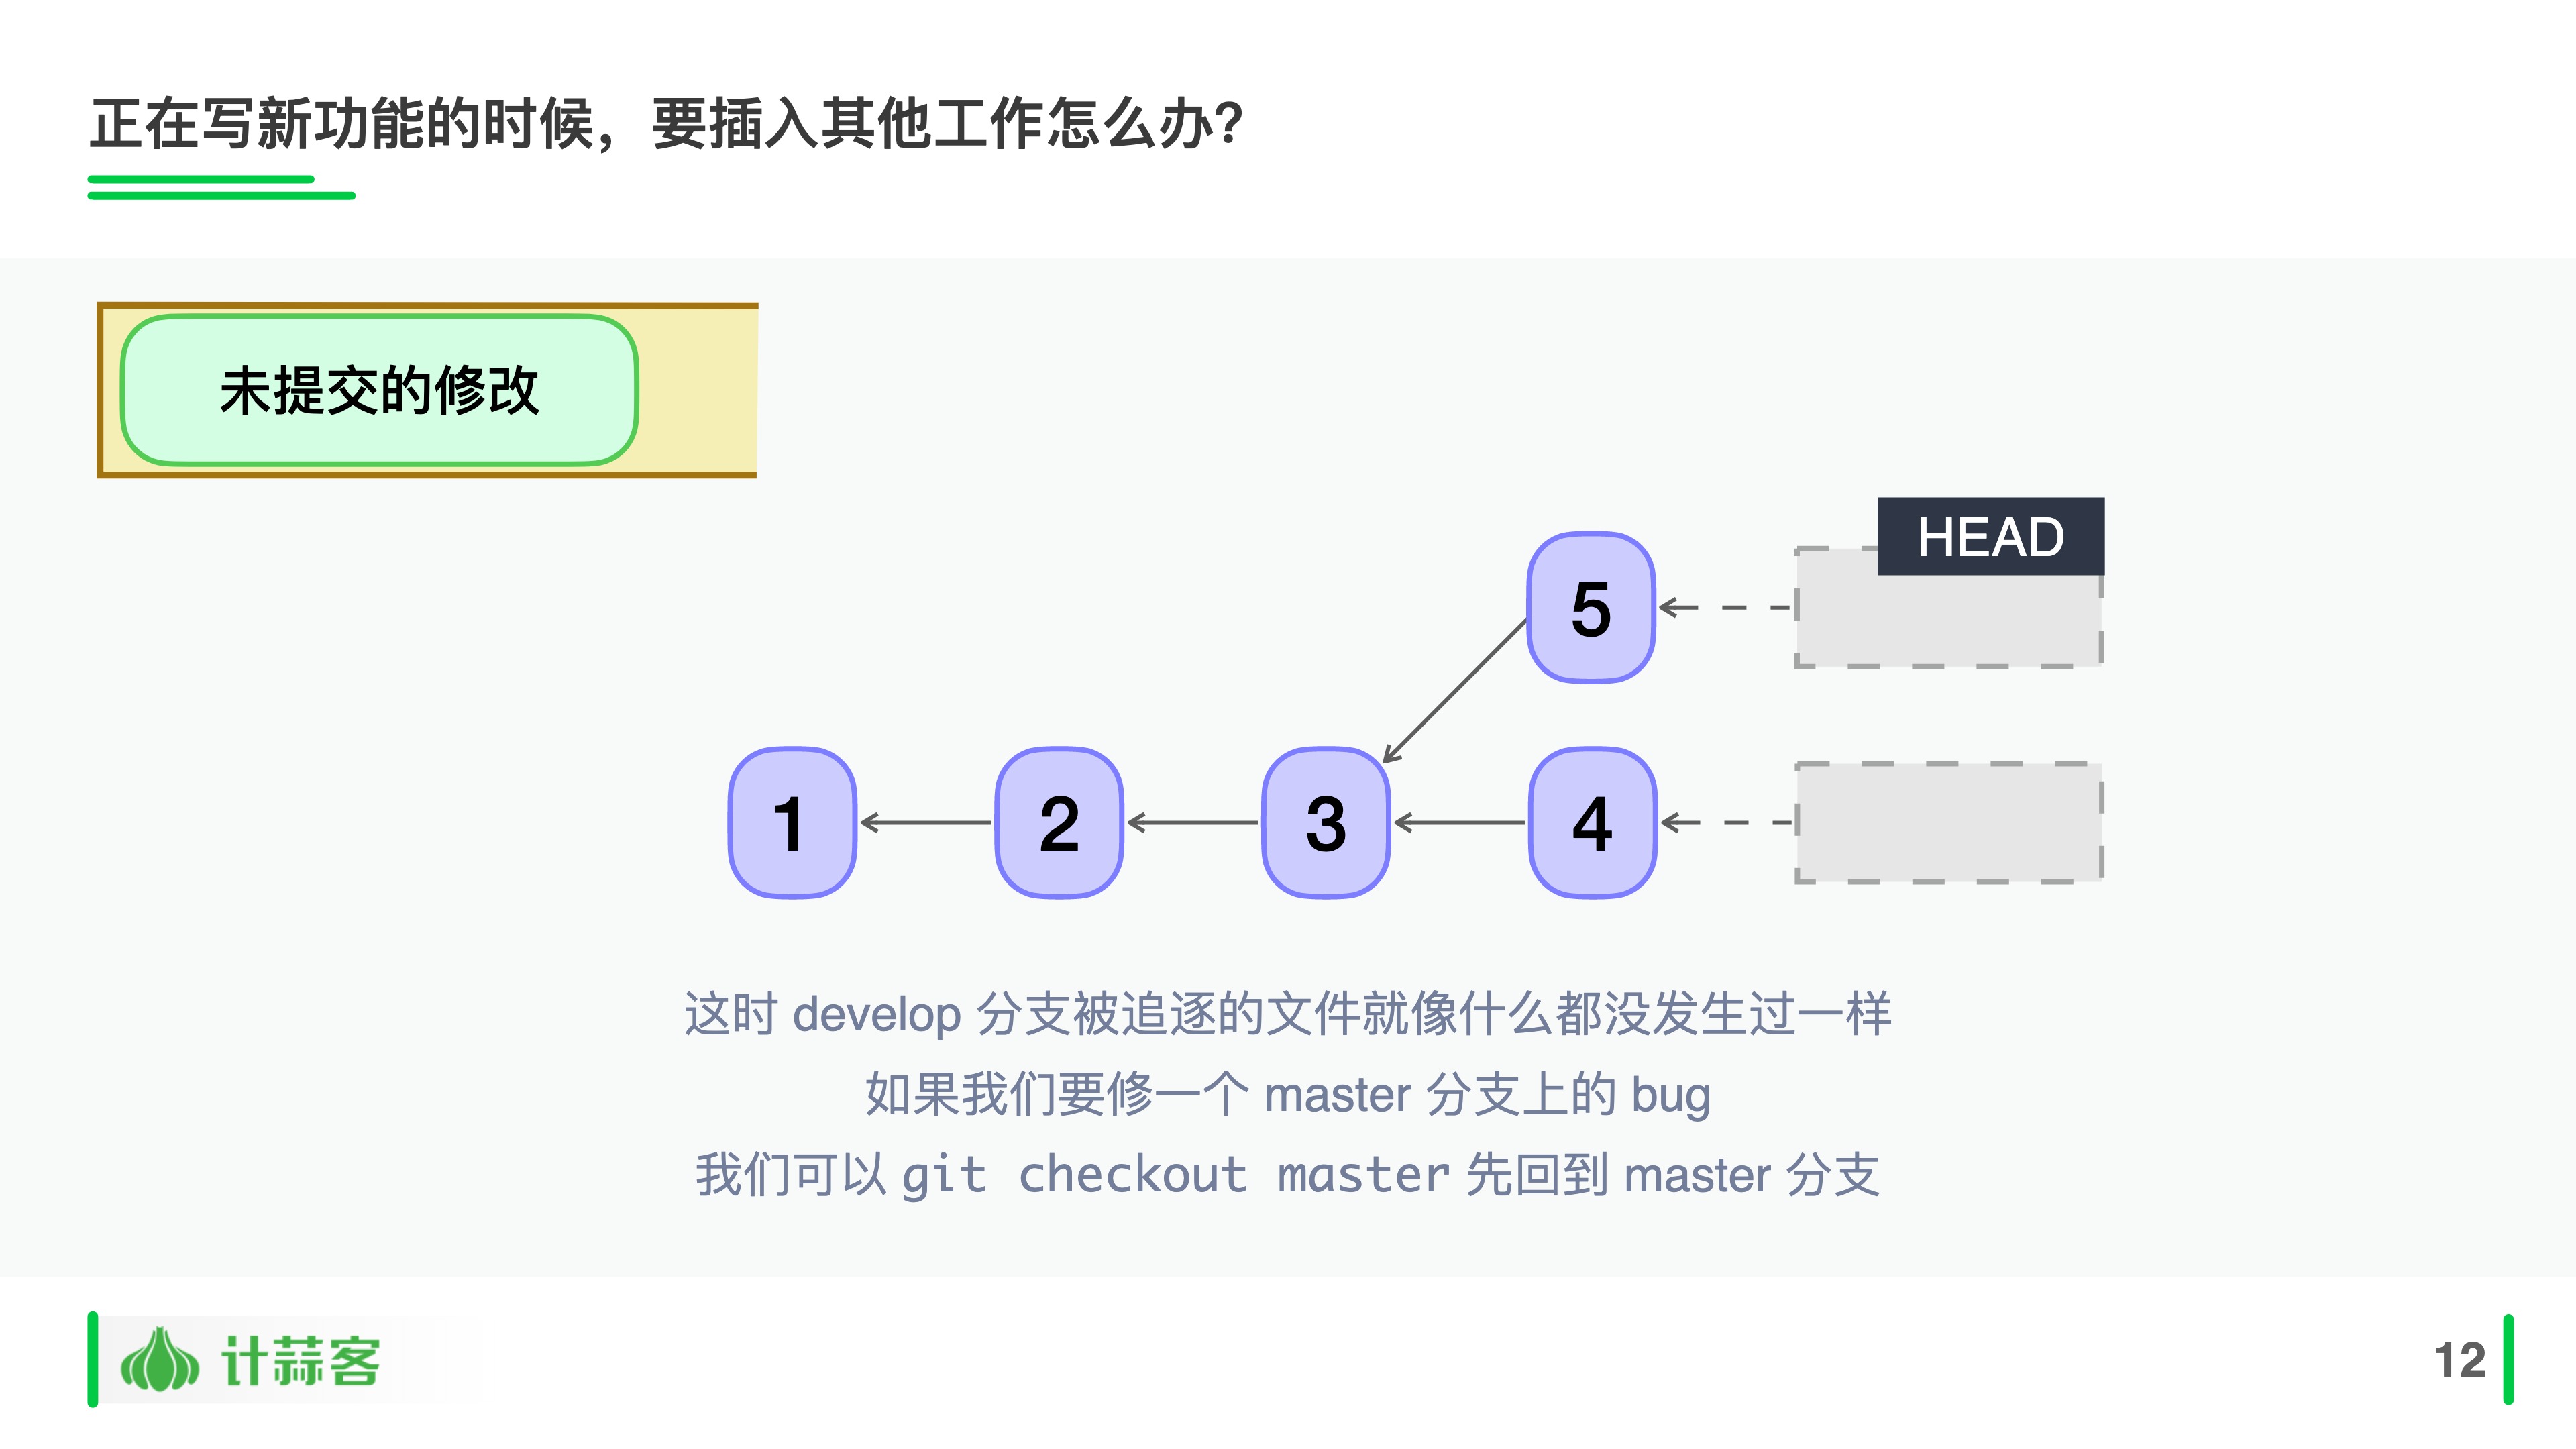 正在写新功能的时候，要插入其他工作怎么办？
未提交的修改
HEAD
5
1
2
3
4
这时 develop 分支被追逐的文件就像什么都没发生过一样
如果我们要修一个 master 分支上的 bug
我们可以 git checkout master 先回到 master 分支
计蒜客
12